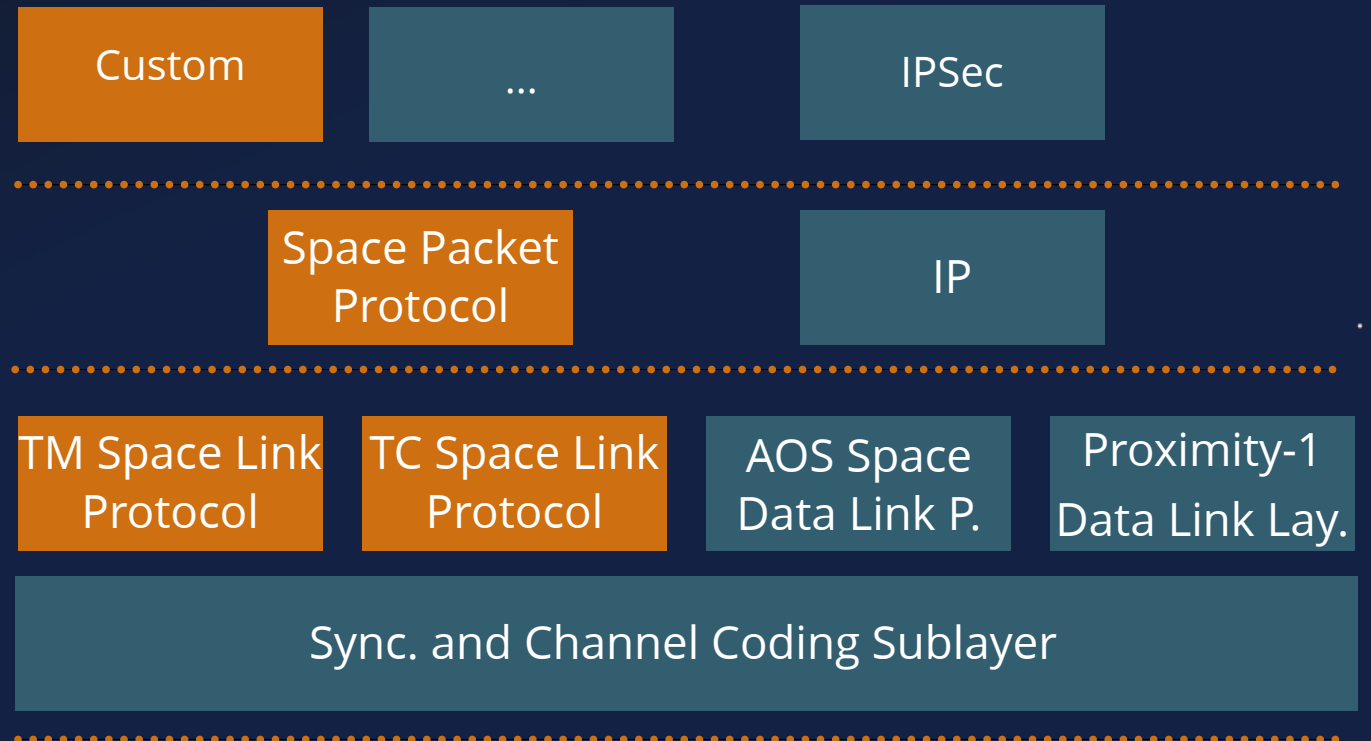 Custom
...
IPSec
Space Packet
Protocol
IP
TM Space Link
Protocol
TC Space Link
Protocol
AOS Space
Data Link P.
Proximity-1
Data Link Lay.
Sync. and Channel Coding Sublayer